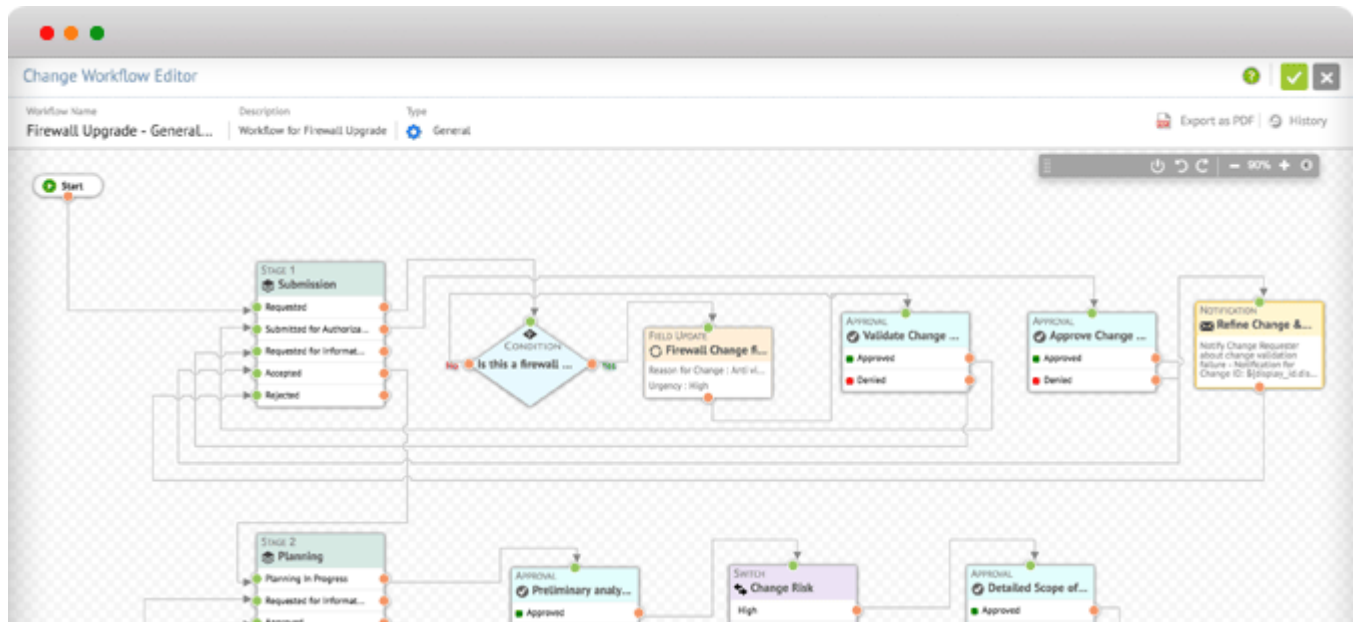 Change Workflow Editor
Workflow Name
Description
Type
Firewall Upgrade - General...
Workflow for Firewall Upgrade
General
Export as PDF
History
90%
Start
STAGE 1
Submission
Requested
Submitted for Authoriza...
Requested for Informat...
Accepted
Rejected
CONDITION
Is this a firewall ...
No
Yes
FIELD UPDATE
Firewall Change fi...
Reason for Change : Anti vi...
Urgency : High
APPROVAL
Validate Change ...
Approved
Denied
APPROVAL
Approve Change ...
Approved
Denied
NOTIFICATION
Refine Change &...
Notify Change Requester
about change validation
failure - Notification for
Change ID: ${display_id.dis...
STAGE 2
Planning
Planning In Progress
Requested for Informat...
Approved
APPROVAL
Preliminary analy...
Approved
SWITCH
Change Risk
High
APPROVAL
Detailed Scope of...
Approved